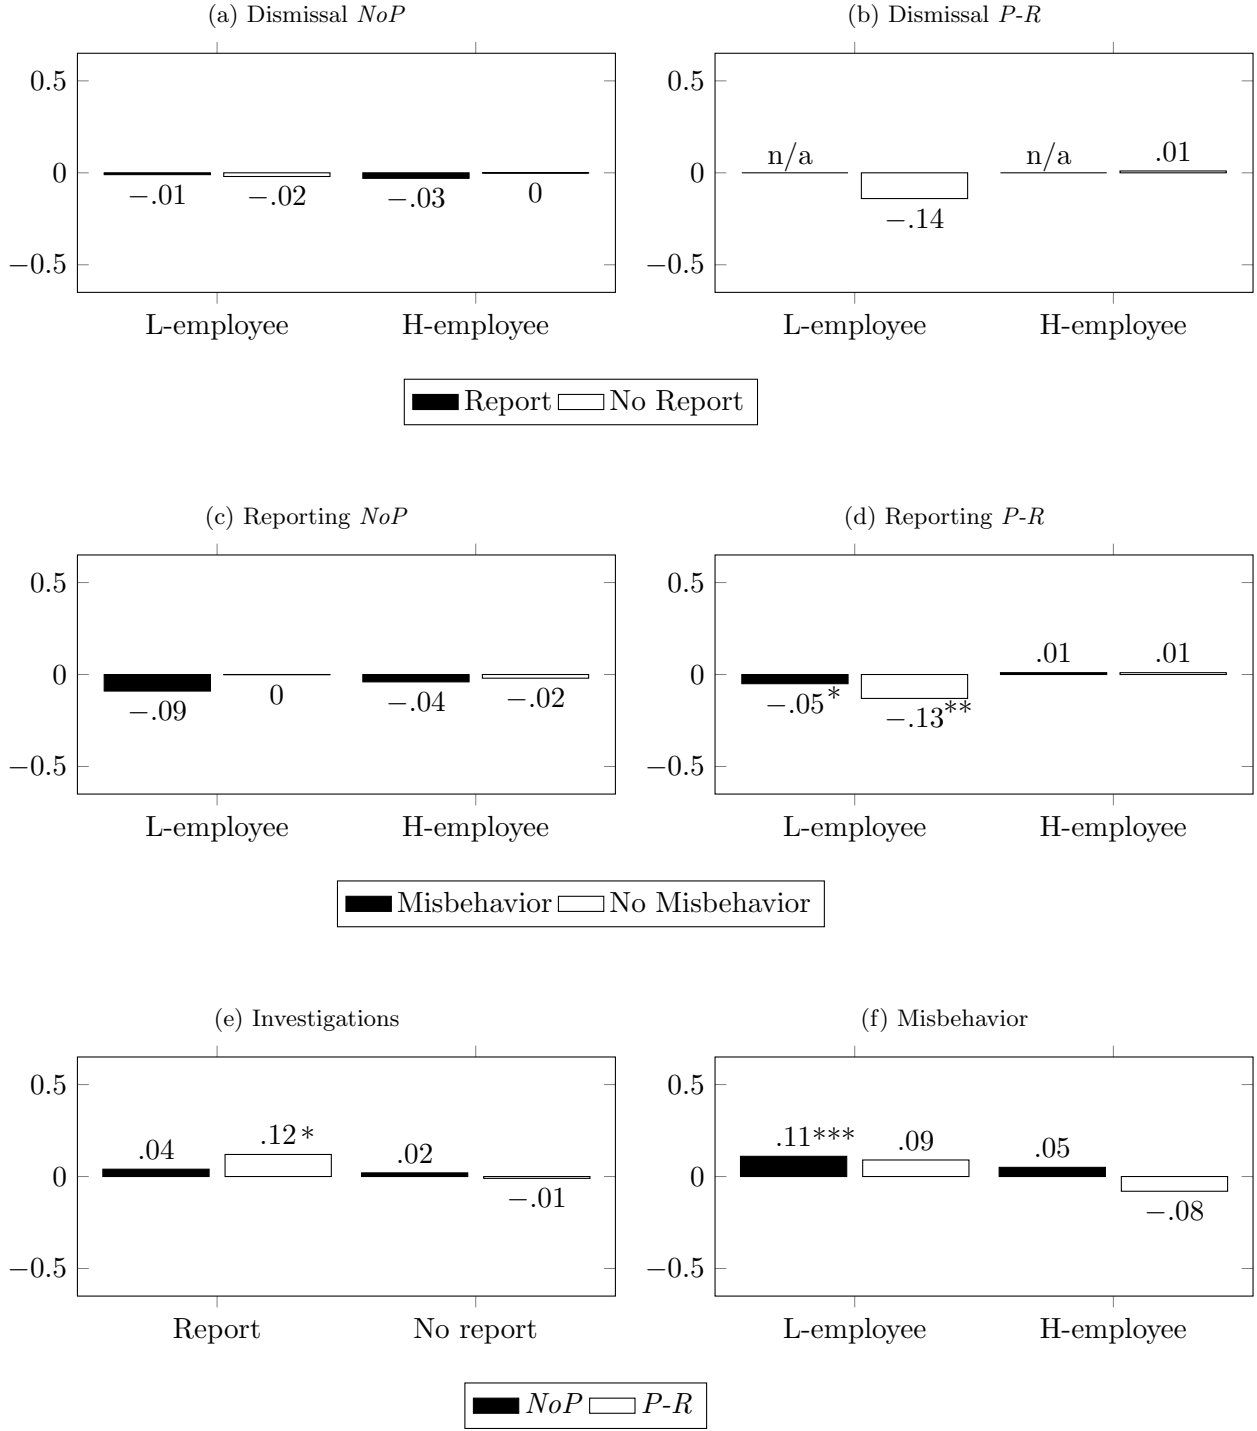 (a) Dismissal NoP
(b) Dismissal P-R
0.5
0
−0.5
−.01
−.02
−.03
0
L-employee
H-employee
0.5
0
−0.5
n/a
−.14
n/a
.01
L-employee
H-employee
Report No Report
(c) Reporting NoP
(d) Reporting P-R
0.5
0
−0.5
−.09
0
−.04
−.02
L-employee
H-employee
0.5
0
−0.5
−.05*
−.13**
.01
.01
L-employee
H-employee
Misbehavior No Misbehavior
(e) Investigations
(f) Misbehavior
0.5
0
−0.5
.04
.12*
.02
−.01
Report
No report
0.5
0
−0.5
.11***
.09
.05
−.08
L-employee
H-employee
NoP P-R